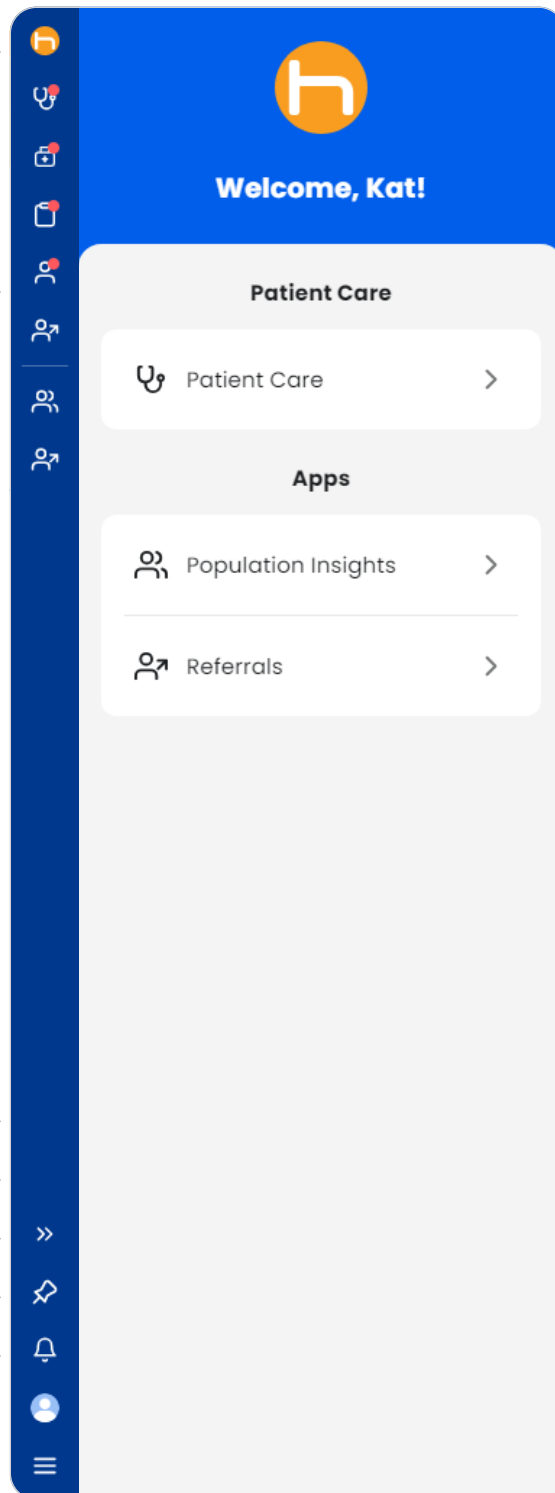 Welcome, Kat!
Patient Care
Patient Care
Apps
Population Insights
Referrals